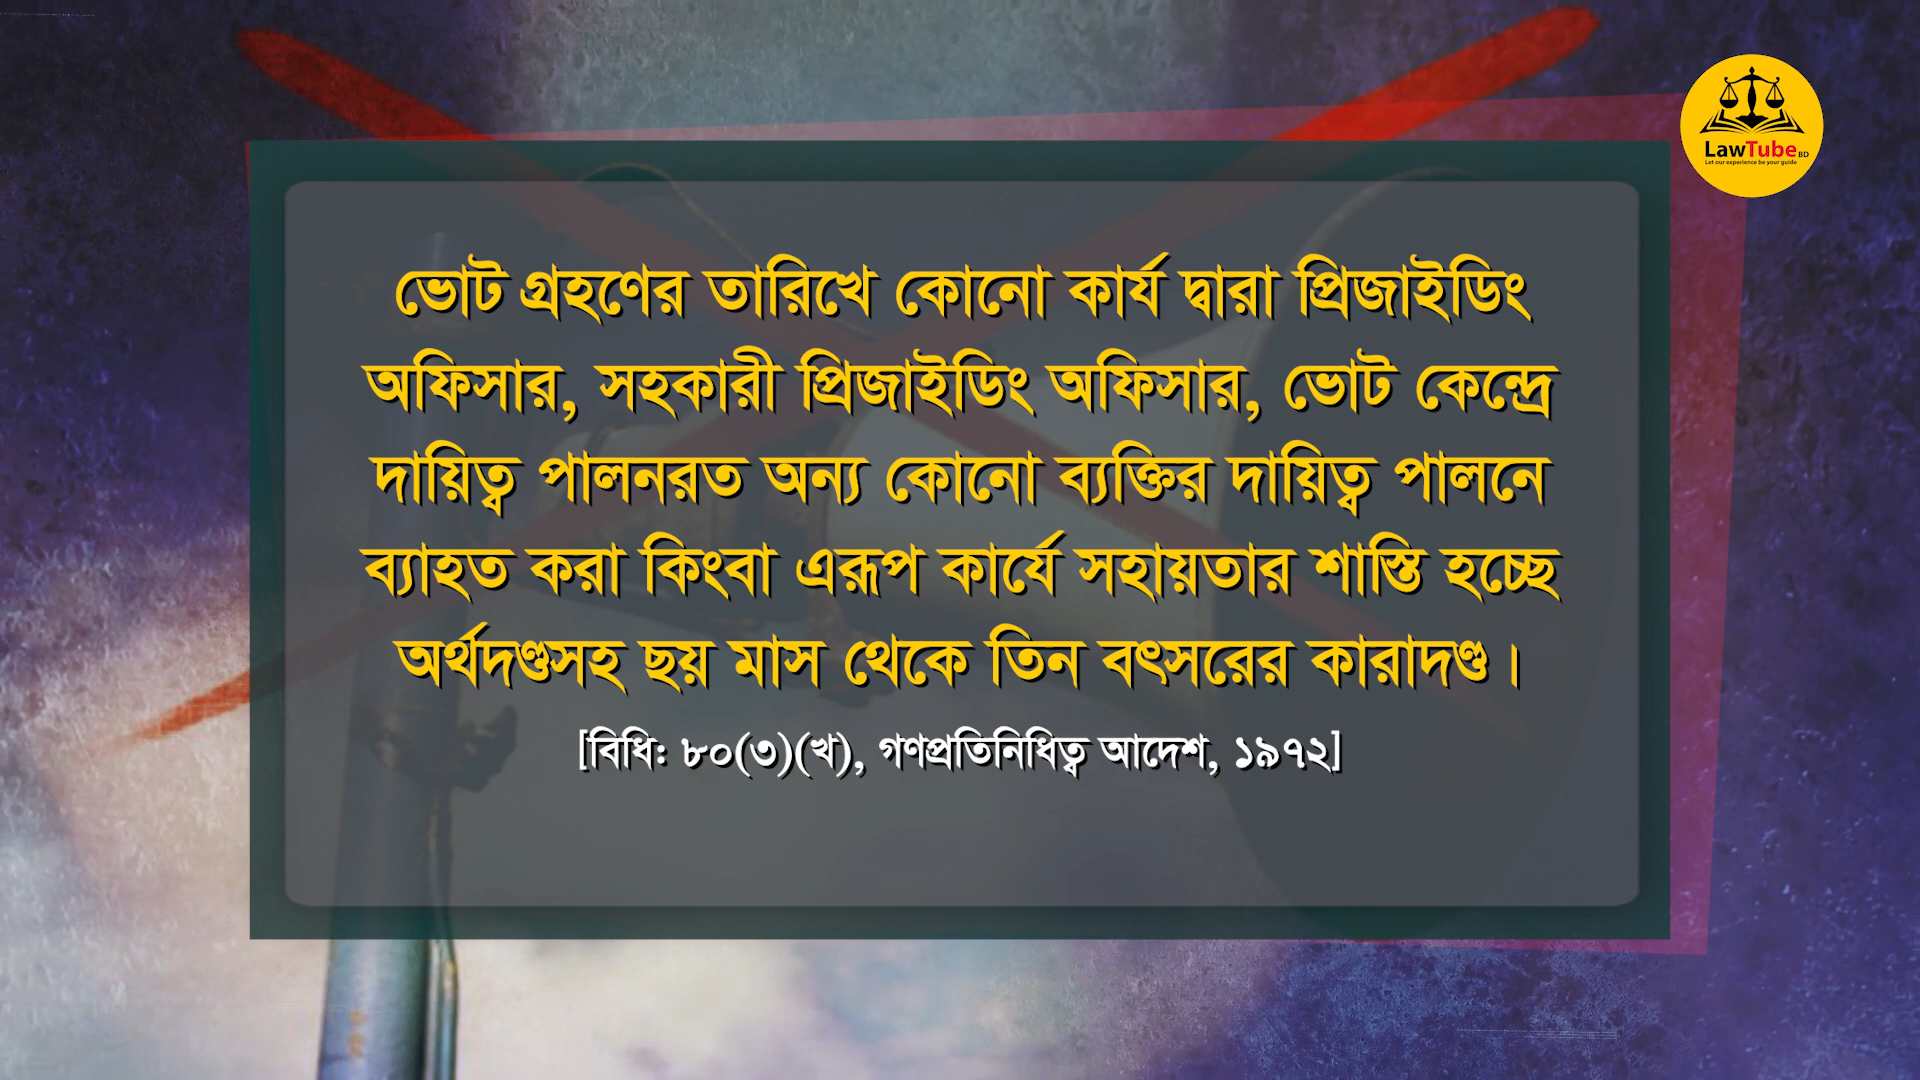 LawTube BD
Let our experience be your guide
ভোট গ্রহণের তারিখে কোনো কার্য দ্বারা প্রিজাইডিং
অফিসার, সহকারী প্রিজাইডিং অফিসার, ভোট কেন্দ্রে
দায়িত্ব পালনরত অন্য কোনো ব্যক্তির দায়িত্ব পালনে
ব্যাহত করা কিংবা এরূপ কার্যে সহায়তার শাস্তি হচ্ছে
অর্থদণ্ডসহ ছয় মাস থেকে তিন বৎসরের কারাদণ্ড।
[বিধি: ৮০(৩)(খ), গণপ্রতিনিধিত্ব আদেশ, ১৯৭২]